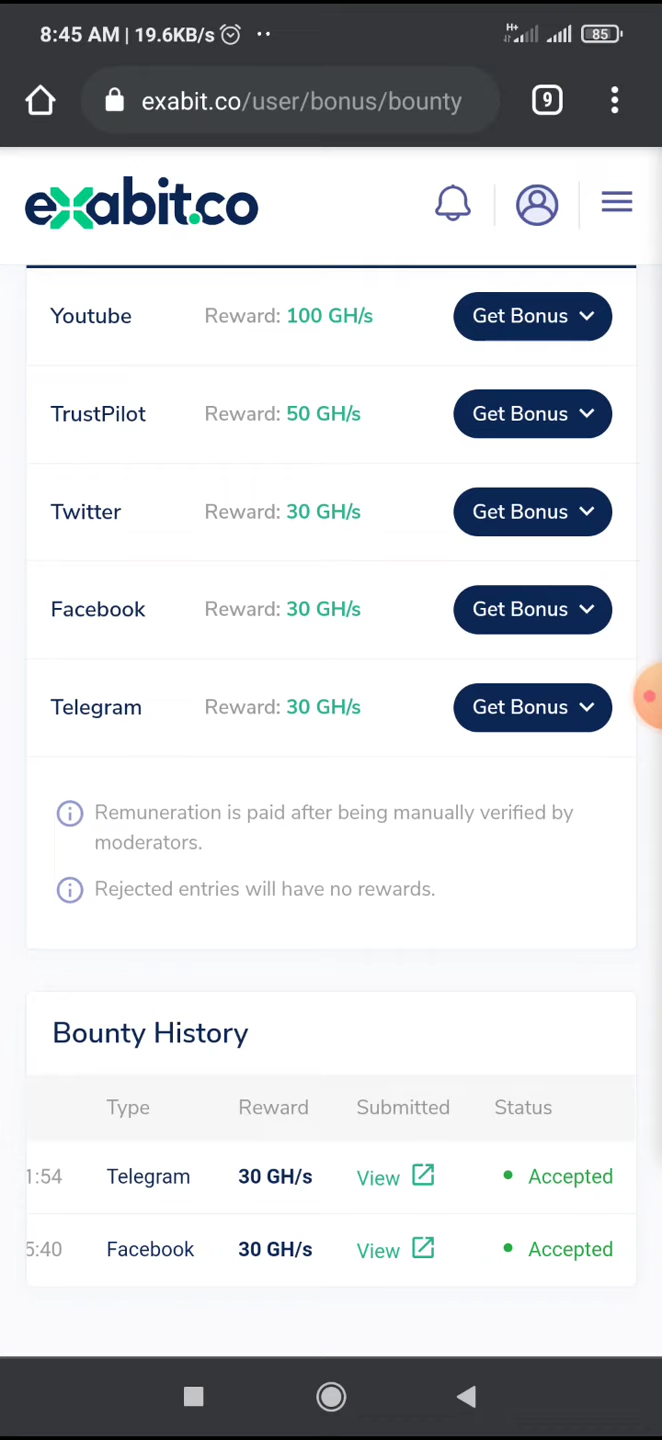 8:45 AM | 19.6KB/s
H+
85
exabit.co/user/bonus/bounty
9
exabit.co
Youtube Reward: 100 GH/s Get Bonus
TrustPilot Reward: 50 GH/s Get Bonus
Twitter Reward: 30 GH/s Get Bonus
Facebook Reward: 30 GH/s Get Bonus
Telegram Reward: 30 GH/s Get Bonus
Remuneration is paid after being manually verified by
moderators.
Rejected entries will have no rewards.
Bounty History
Type Reward Submitted Status
1:54 Telegram 30 GH/s View Accepted
5:40 Facebook 30 GH/s View Accepted